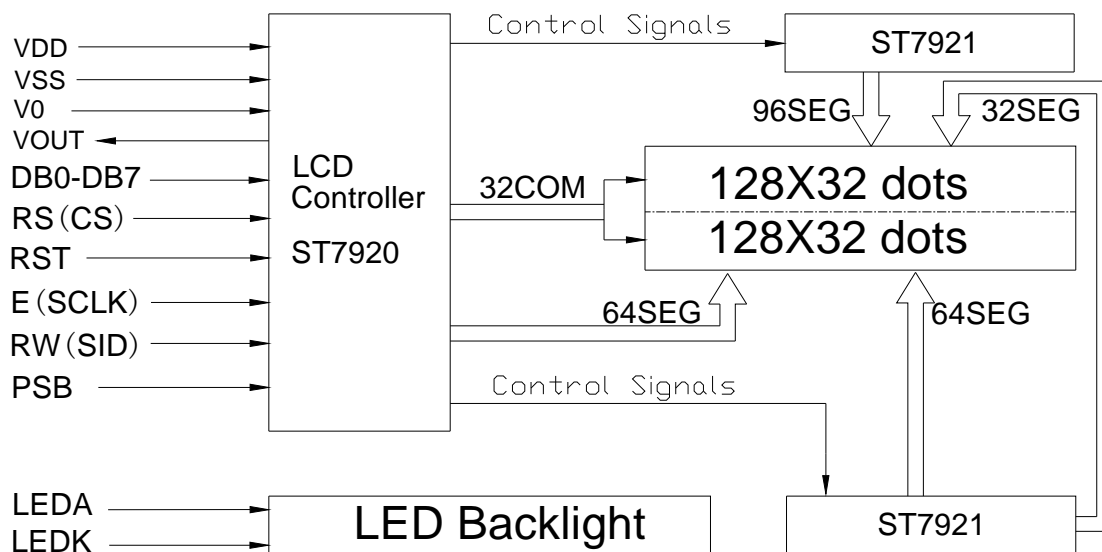 Control Signals
ST7921
VDD
VSS
V0
VOUT
DB0-DB7
RS(CS)
RST
E(SCLK)
RW(SID)
PSB
LCD
Controller
ST7920
96SEG
32SEG
32COM
128X32 dots
128X32 dots
64SEG
64SEG
Control Signals
LEDA
LEDK
LED Backlight
ST7921